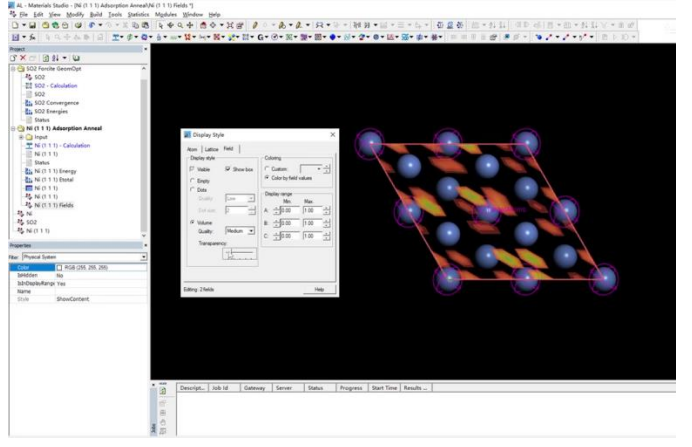 AL - Materials Studio - [Ni (1 1 1) Adsorption Anneal\Ni (1 1 1) Fields *]
File Edit View Modify Build Tools Statistics Modules Window Help
Project
SO2 Forcite GeomOpt
SO2
SO2 - Calculation
SO2
SO2 Convergence
SO2 Energies
Status
Ni (1 1 1) Adsorption Anneal
Input
Ni (1 1 1) - Calculation
Ni (1 1 1)
Status
Ni (1 1 1) Energy
Ni (1 1 1) Etotal
Ni (1 1 1)
Ni (1 1 1)
Ni (1 1 1) Fields
Ni
SO2
Ni (1 1 1)
Properties
Filter: Physical System
Color RGB (255, 255, 255)
IsHidden No
IsInDisplayRange Yes
Name
Style ShowContent
Display Style
Atom Lattice Field
Display style
Visible Show box
Empty
Dots
Quality: Low
Dot size: 2
Volume
Quality: Medium
Transparency:
Coloring
Custom:
Color by field values
Display range
Min Max
A: 0.00 1.00
B: 0.00 1.00
C: 0.00 1.00
Editing: 2 fields
Help
Descript... Job Id Gateway Server Status Progress Start Time Results ...
Jobs